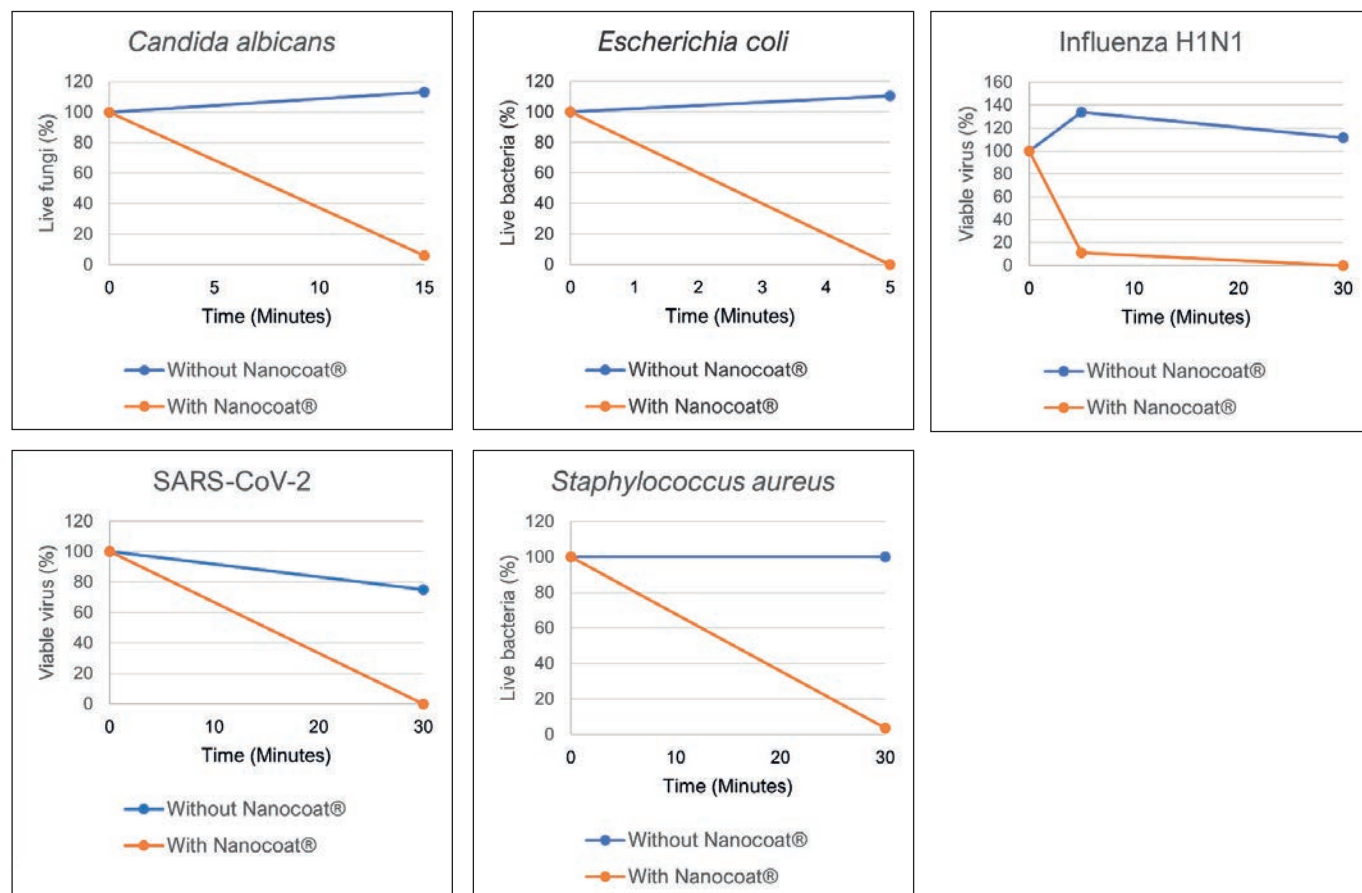 Candida albicans
Live fungi (%)
120
100
80
60
40
20
0
0 5 10 15
Time (Minutes)
Without Nanocoat®
With Nanocoat®
Escherichia coli
Live bacteria (%)
120
100
80
60
40
20
0
0 1 2 3 4 5
Time (Minutes)
Without Nanocoat®
With Nanocoat®
Influenza H1N1
Viable virus (%)
160
140
120
100
80
60
40
20
0
0 10 20 30
Time (Minutes)
Without Nanocoat®
With Nanocoat®
SARS-CoV-2
Viable virus (%)
120
100
80
60
40
20
0
0 10 20 30
Time (Minutes)
Without Nanocoat®
With Nanocoat®
Staphylococcus aureus
Live bacteria (%)
120
100
80
60
40
20
0
0 10 20 30
Time (Minutes)
Without Nanocoat®
With Nanocoat®